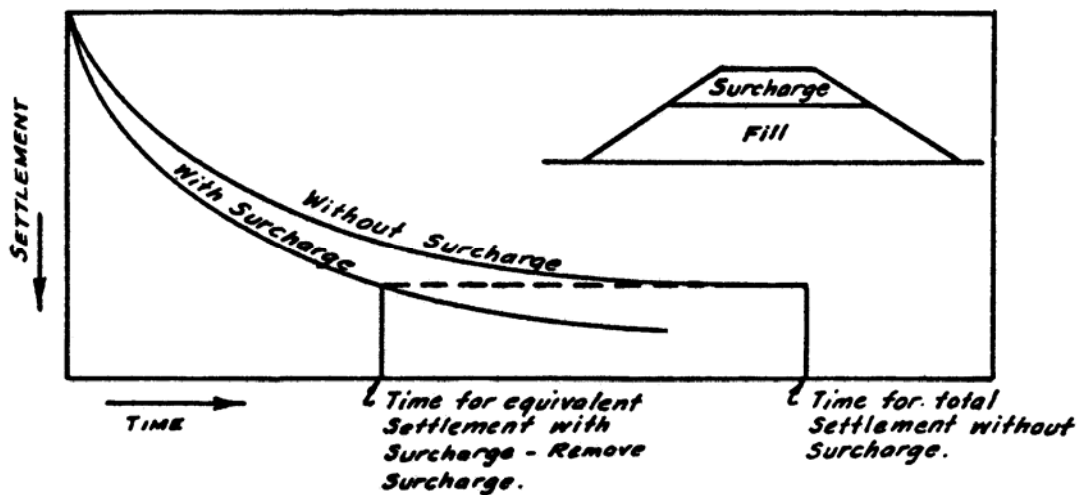 Surcharge
Fill
SETTLEMENT
With Surcharge
Without Surcharge
TIME
t Time for equivalent
Settlement with
Surcharge - Remove
Surcharge.
t Time for total
Settlement without
Surcharge.